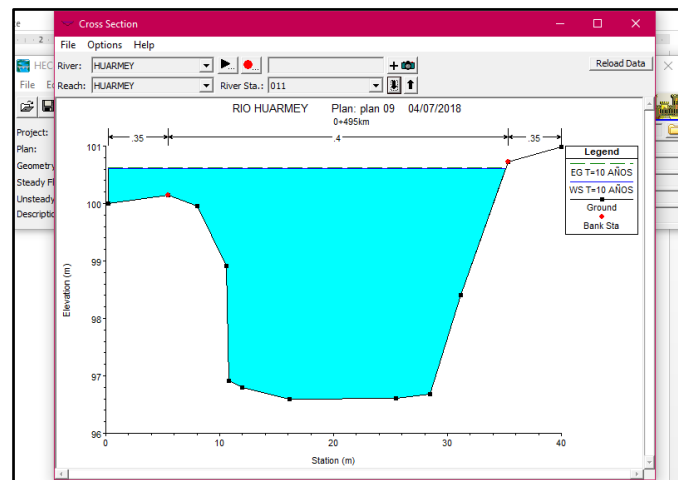 Cross Section
File Options Help
River: HUARMEY
Reload Data
Reach: HUARMEY River Sta.: 011
HEC
File
Project:
Plan:
Geometry
Steady Fl
Unsteady
Descriptio
RIO HUARMEY Plan: plan 09 04/07/2018
0+495km
.35 .4 .35
Legend
EG T=10 AÑOS
WS T=10 AÑOS
Ground
Bank Sta
Elevation (m)
101
100
99
98
97
96
0 10 20 30 40
Station (m)